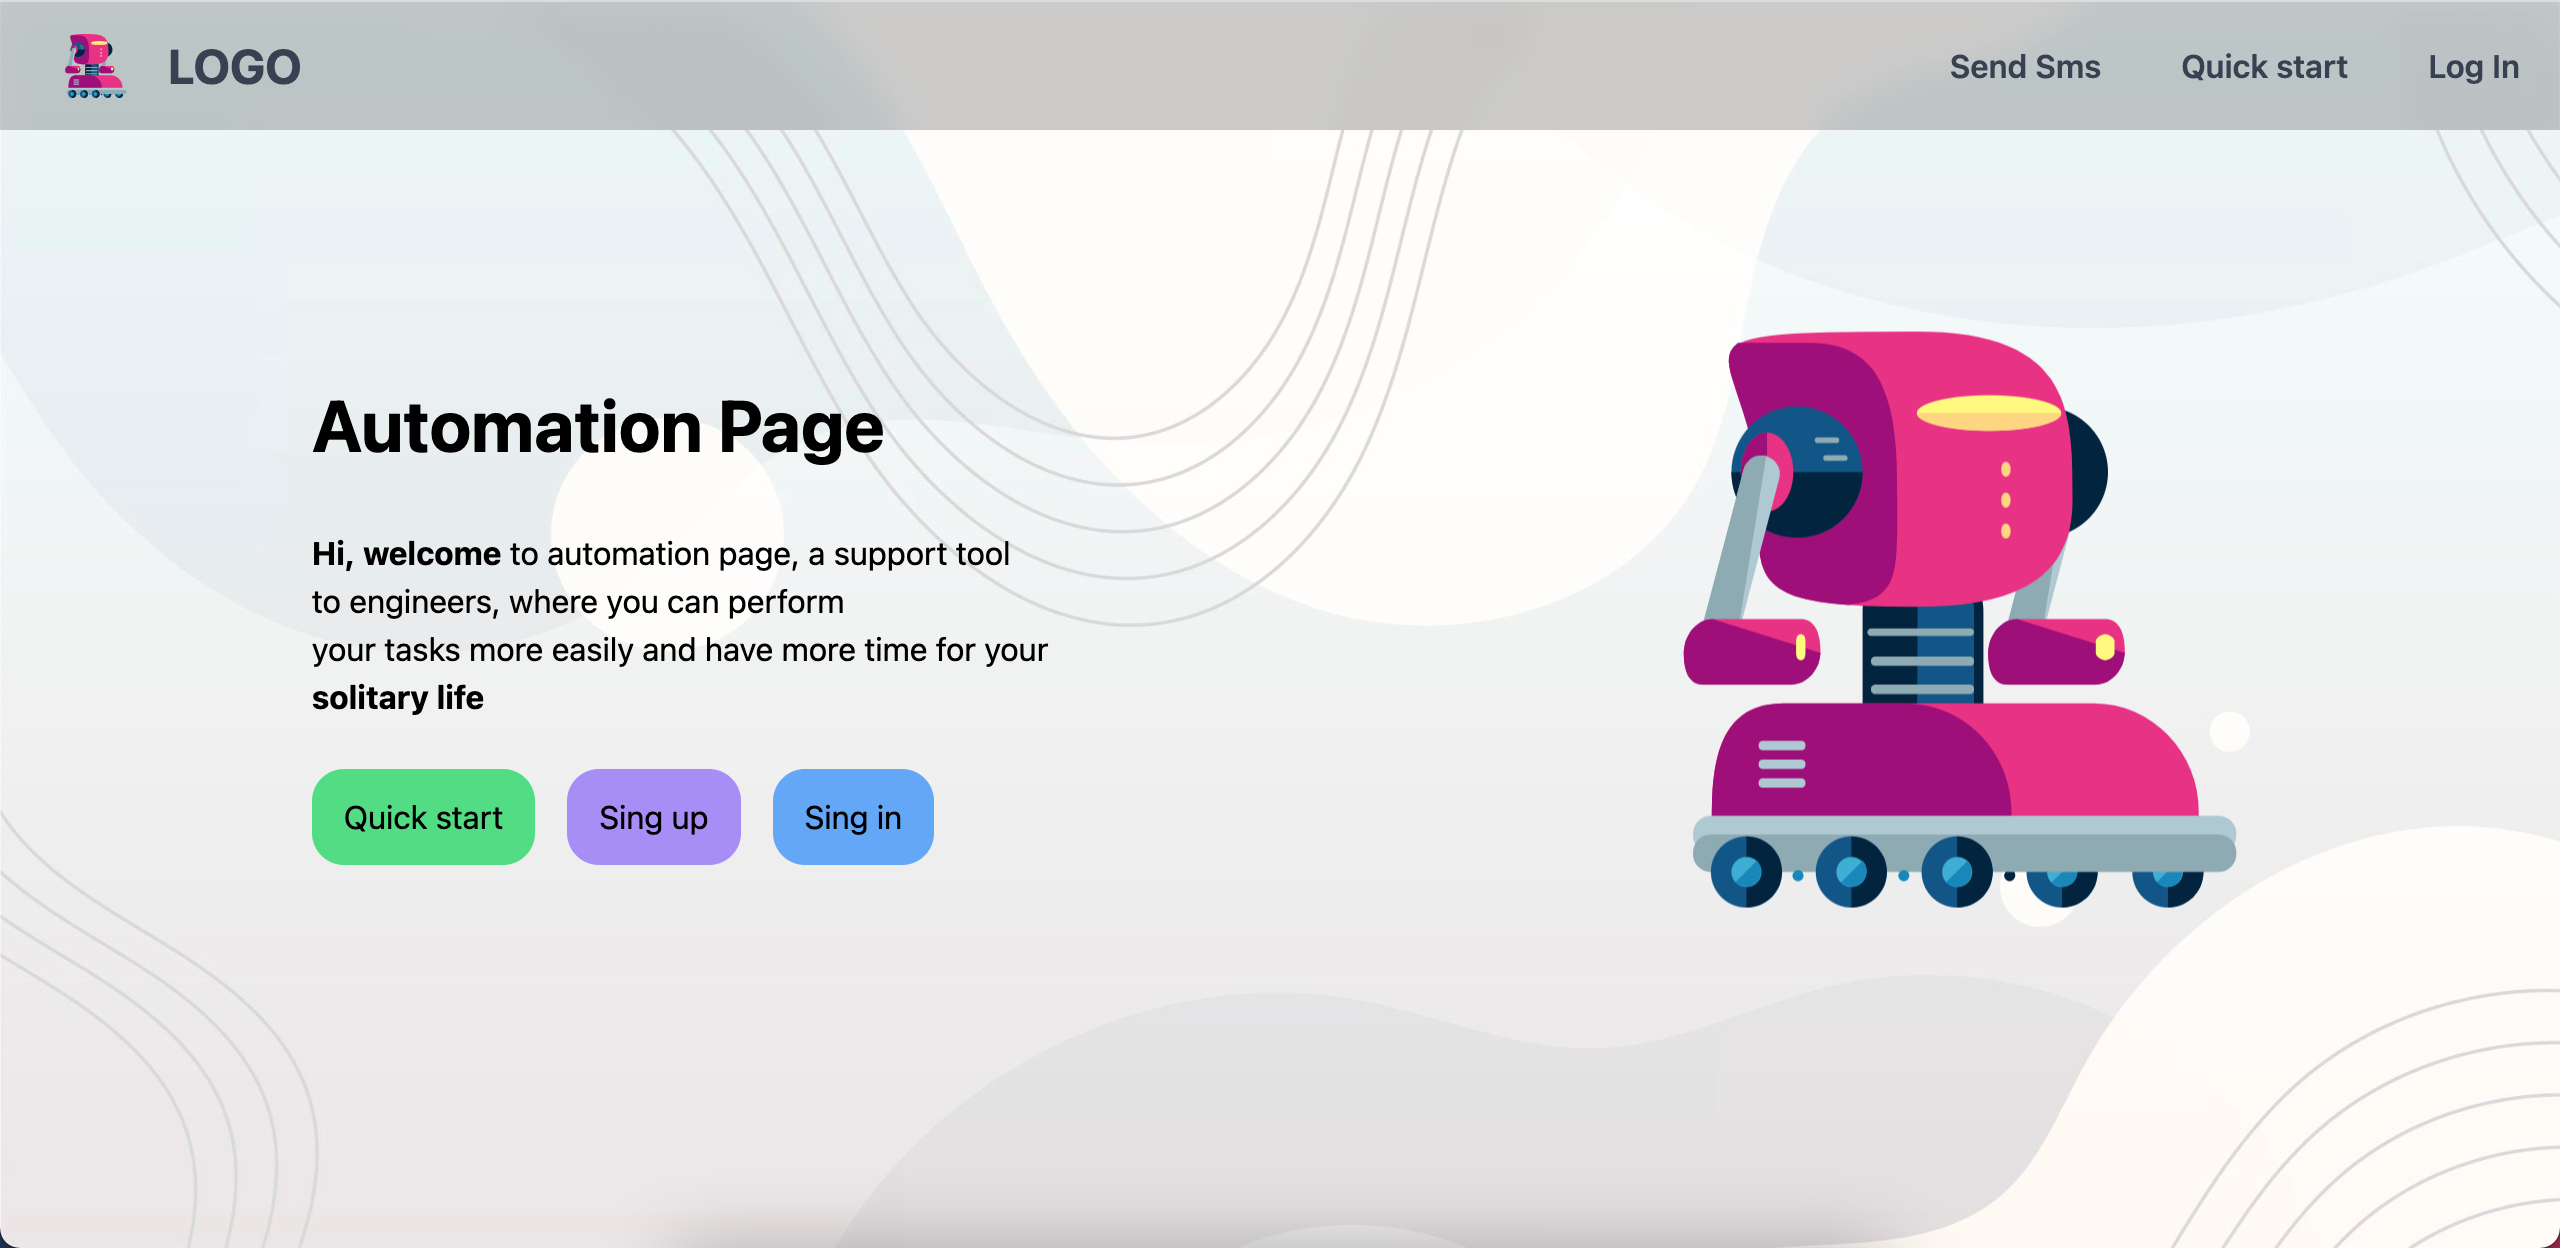 LOGO
Send Sms
Quick start
Log In
Automation Page
Hi, welcome to automation page, a support tool
to engineers, where you can perform
your tasks more easily and have more time for your
solitary life
Quick start
Sing up
Sing in